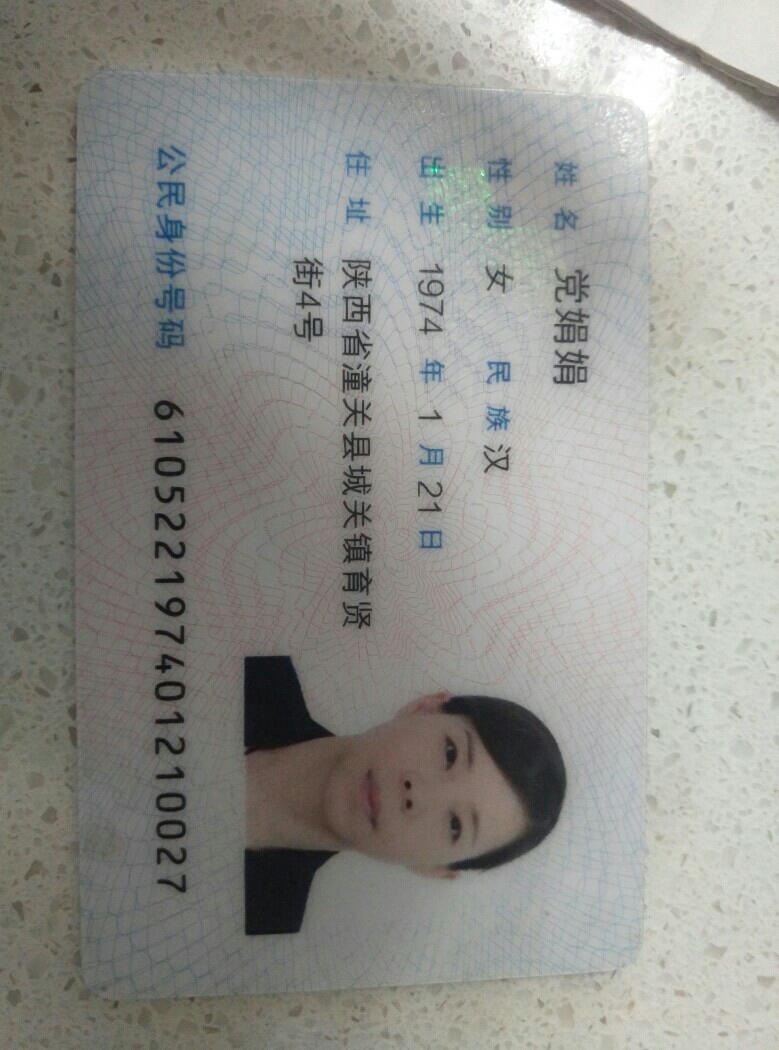 姓名 党娟娟
性别 女 民族 汉
出生 1974 年 1 月 21 日
住址 陕西省潼关县城关镇育贤
街4号
公民身份号码 610522197401210027